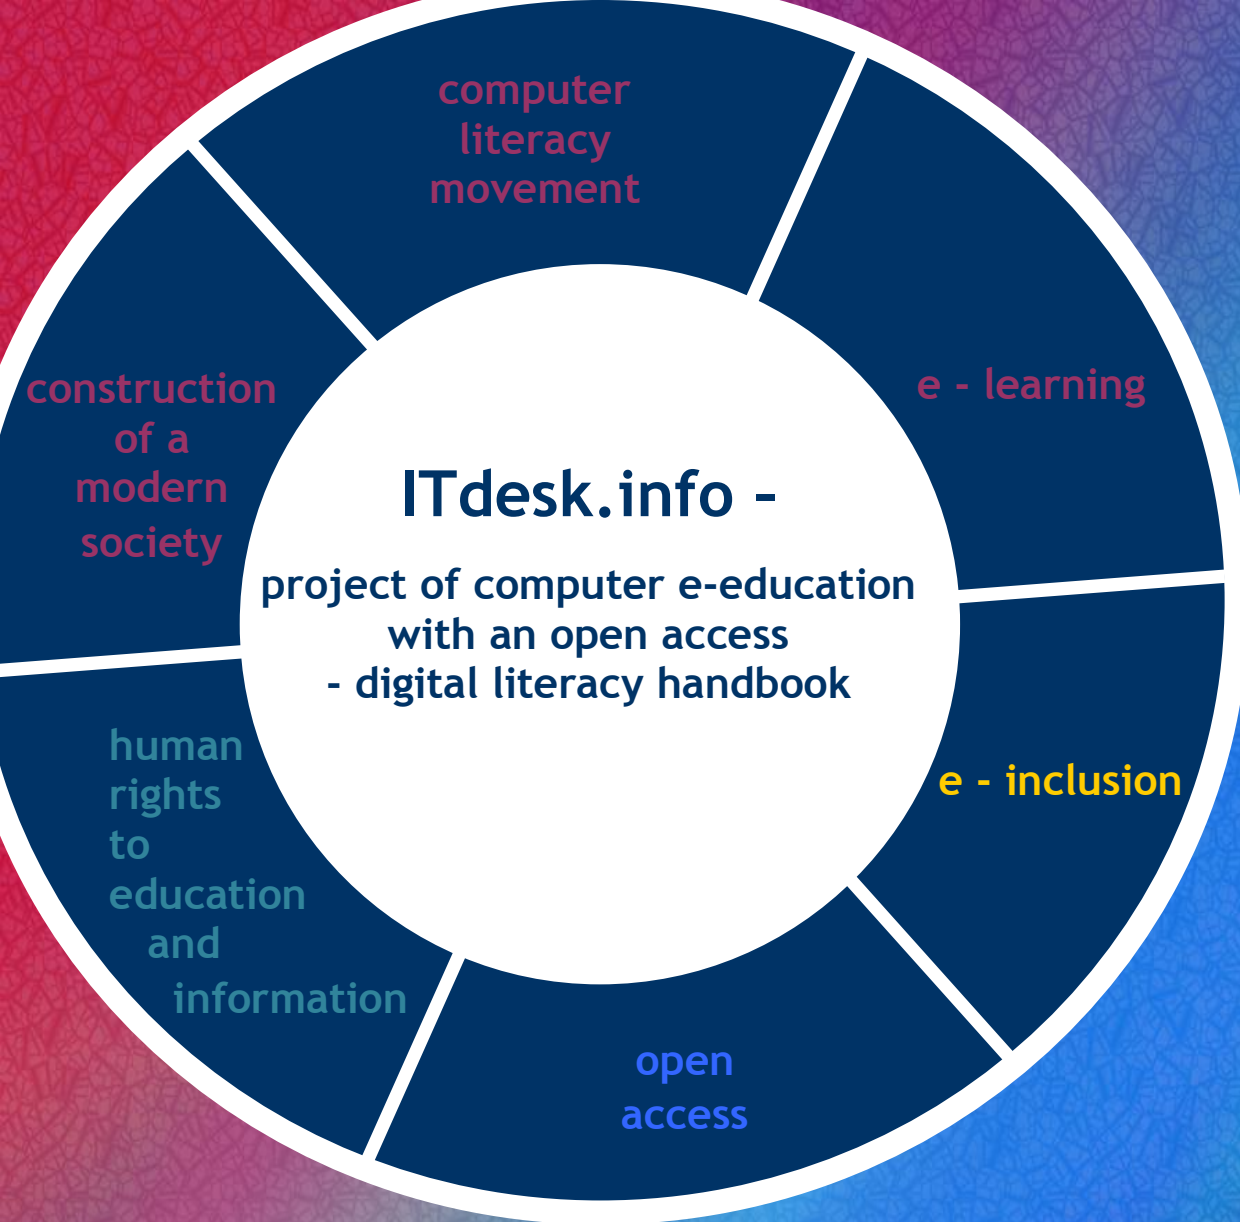 computer
literacy
movement
e - learning
construction
of a
modern
society
ITdesk.info –
project of computer e-education
with an open access
- digital literacy handbook
e - inclusion
human
rights
to
education
and
information
open
access